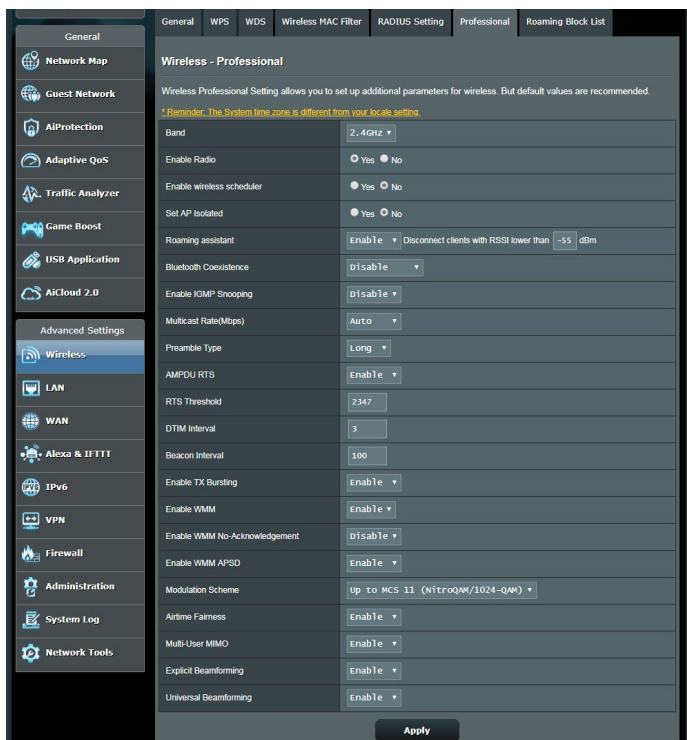 General WPS WDS Wireless MAC Filter RADIUS Setting Professional Roaming Block List
General
Network Map
Guest Network
AiProtection
Adaptive QoS
Traffic Analyzer
Game Boost
USB Application
AiCloud 2.0
Advanced Settings
Wireless
LAN
WAN
Alexa & IFTTT
IPv6
VPN
Firewall
Administration
System Log
Network Tools
Wireless - Professional
Wireless Professional Setting allows you to set up additional parameters for wireless. But default values are recommended.
* Reminder: The System time zone is different from your locale setting.
Band 2.4GHz
Enable Radio Yes No
Enable wireless scheduler Yes No
Set AP Isolated Yes No
Roaming assistant Enable Disconnect clients with RSSI lower than -55 dBm
Bluetooth Coexistence Disable
Enable IGMP Snooping Disable
Multicast Rate(Mbps) Auto
Preamble Type Long
AMPDU RTS Enable
RTS Threshold 2347
DTIM Interval 3
Beacon Interval 100
Enable TX Bursting Enable
Enable WMM Enable
Enable WMM No-Acknowledgement Disable
Enable WMM APSD Enable
Modulation Scheme Up to MCS 11 (NitroQAM/1024-QAM)
Airtime Fairness Enable
Multi-User MIMO Enable
Explicit Beamforming Enable
Universal Beamforming Enable
Apply